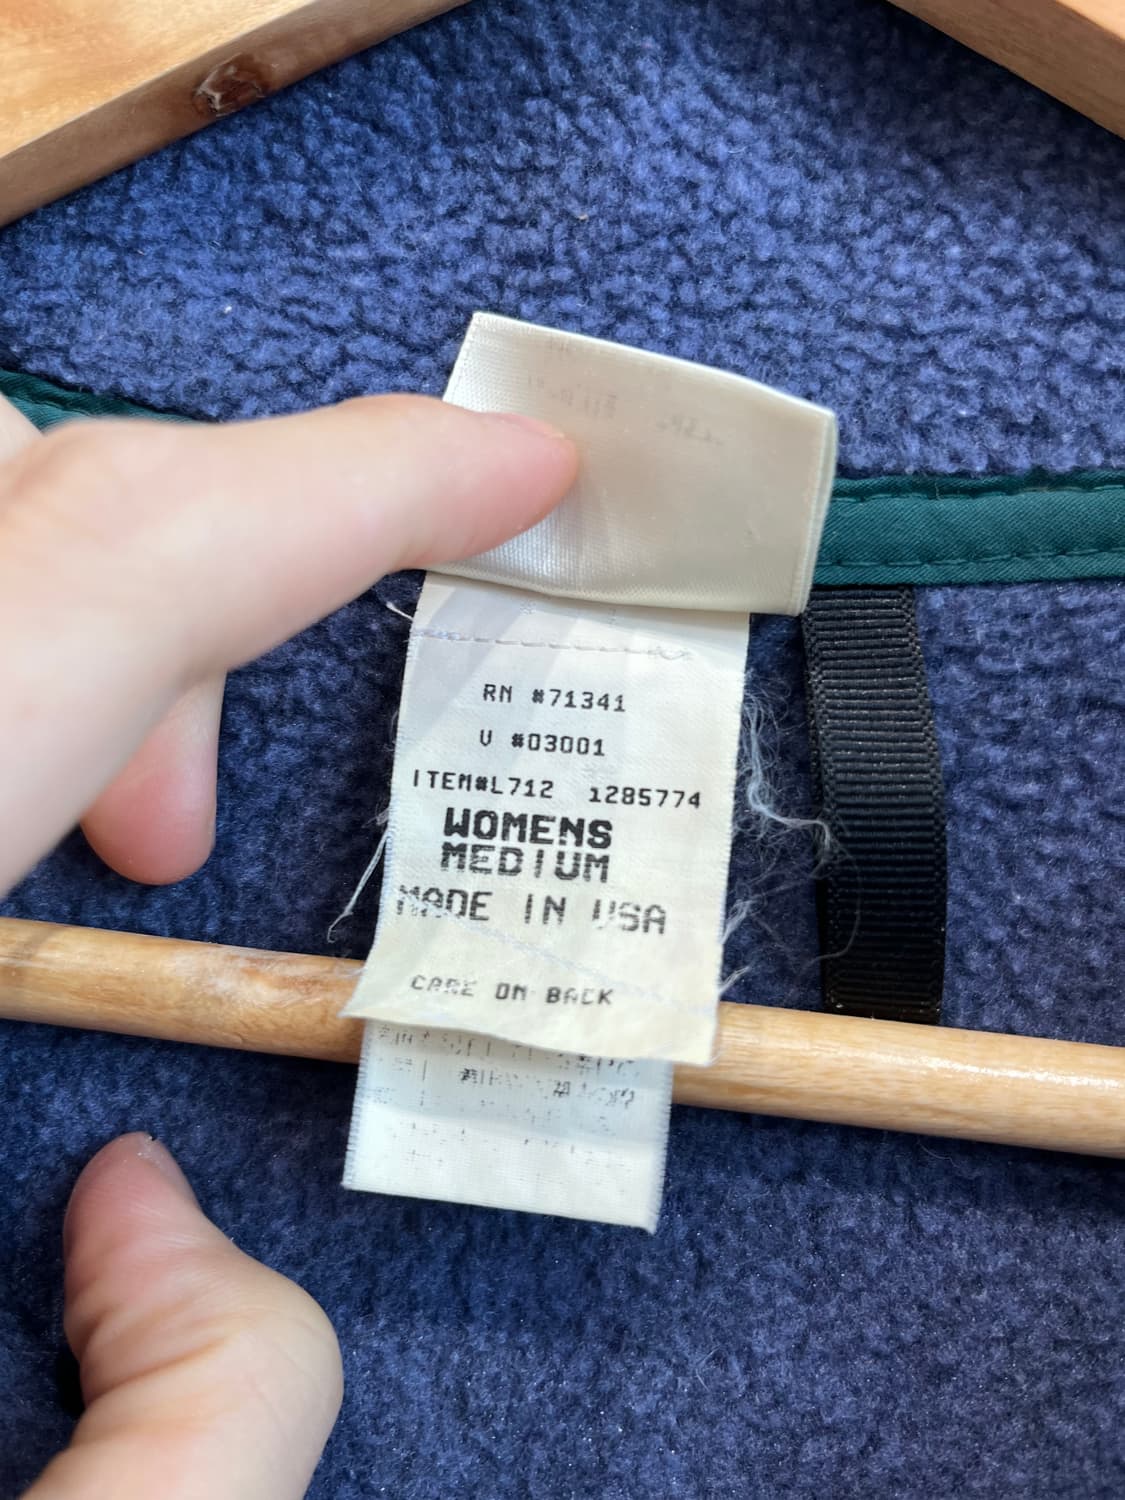 RN #71341
V #03001
ITEM#L712 1285774
WOMENS
MEDIUM
MADE IN USA
CARE ON BACK